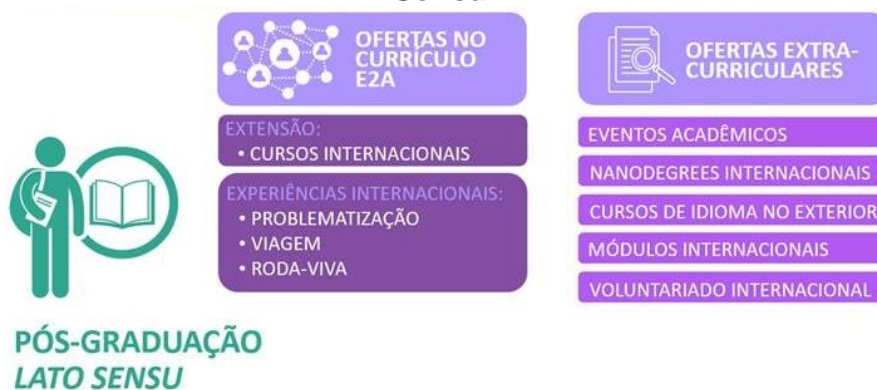 OFERTAS NO
CURRÍCULO
E2A
EXTENSÃO:
• CURSOS INTERNACIONAIS
EXPERIÊNCIAS INTERNACIONAIS:
• PROBLEMATIZAÇÃO
• VIAGEM
• RODA-VIVA
OFERTAS EXTRA-
CURRICULARES
EVENTOS ACADÊMICOS
NANODEGREES INTERNACIONAIS
CURSOS DE IDIOMA NO EXTERIOR
MÓDULOS INTERNACIONAIS
VOLUNTARIADO INTERNACIONAL
PÓS-GRADUAÇÃO
LATO SENSU